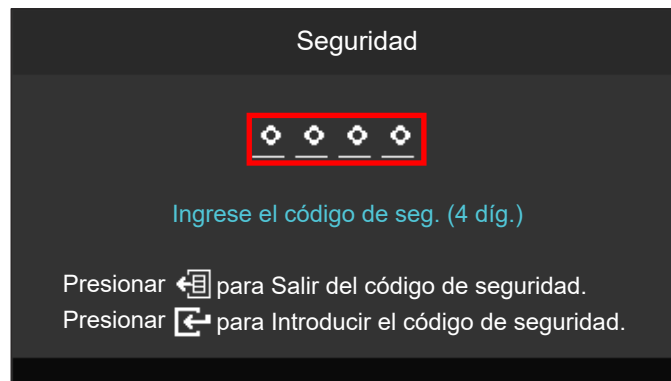 Seguridad
Ingrese el código de seg. (4 díg.)
Presionar para Salir del código de seguridad.
Presionar para Introducir el código de seguridad.